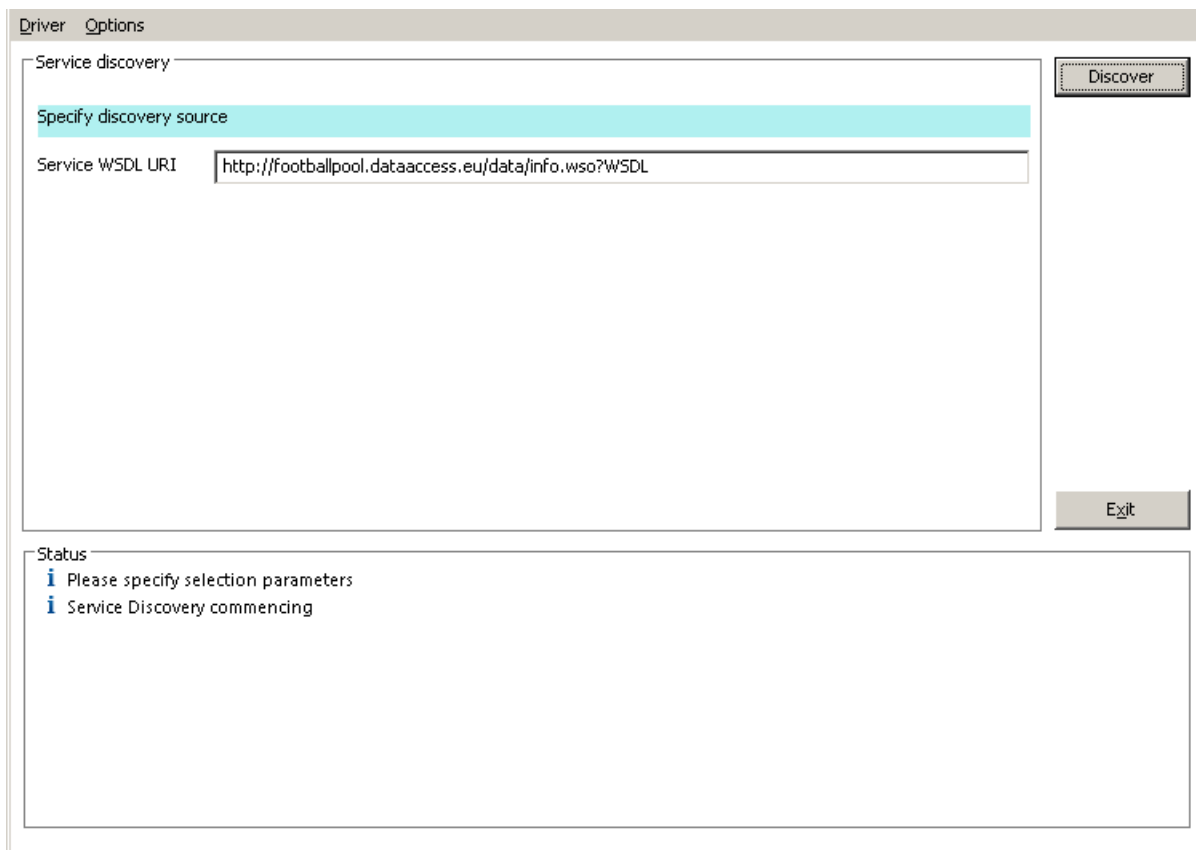 Driver Options
Service discovery
Discover
Specify discovery source
Service WSDL URI http://footballpool.dataaccess.eu/data/info.wso?WSDL
Exit
Status
i Please specify selection parameters
i Service Discovery commencing